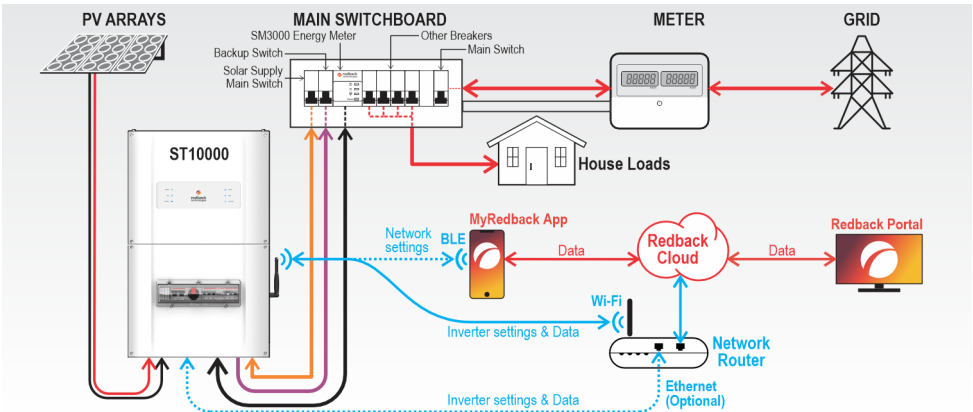 PV ARRAYS
MAIN SWITCHBOARD
METER
GRID
SM3000 Energy Meter
Other Breakers
Backup Switch
Main Switch
Solar Supply
Main Switch
redback
ST10000
redback
House Loads
Network
settings
BLE
MyRedback App
Data
Redback
Cloud
Data
Redback Portal
Wi-Fi
Inverter settings & Data
Network
Router
Ethernet
(Optional)
Inverter settings & Data